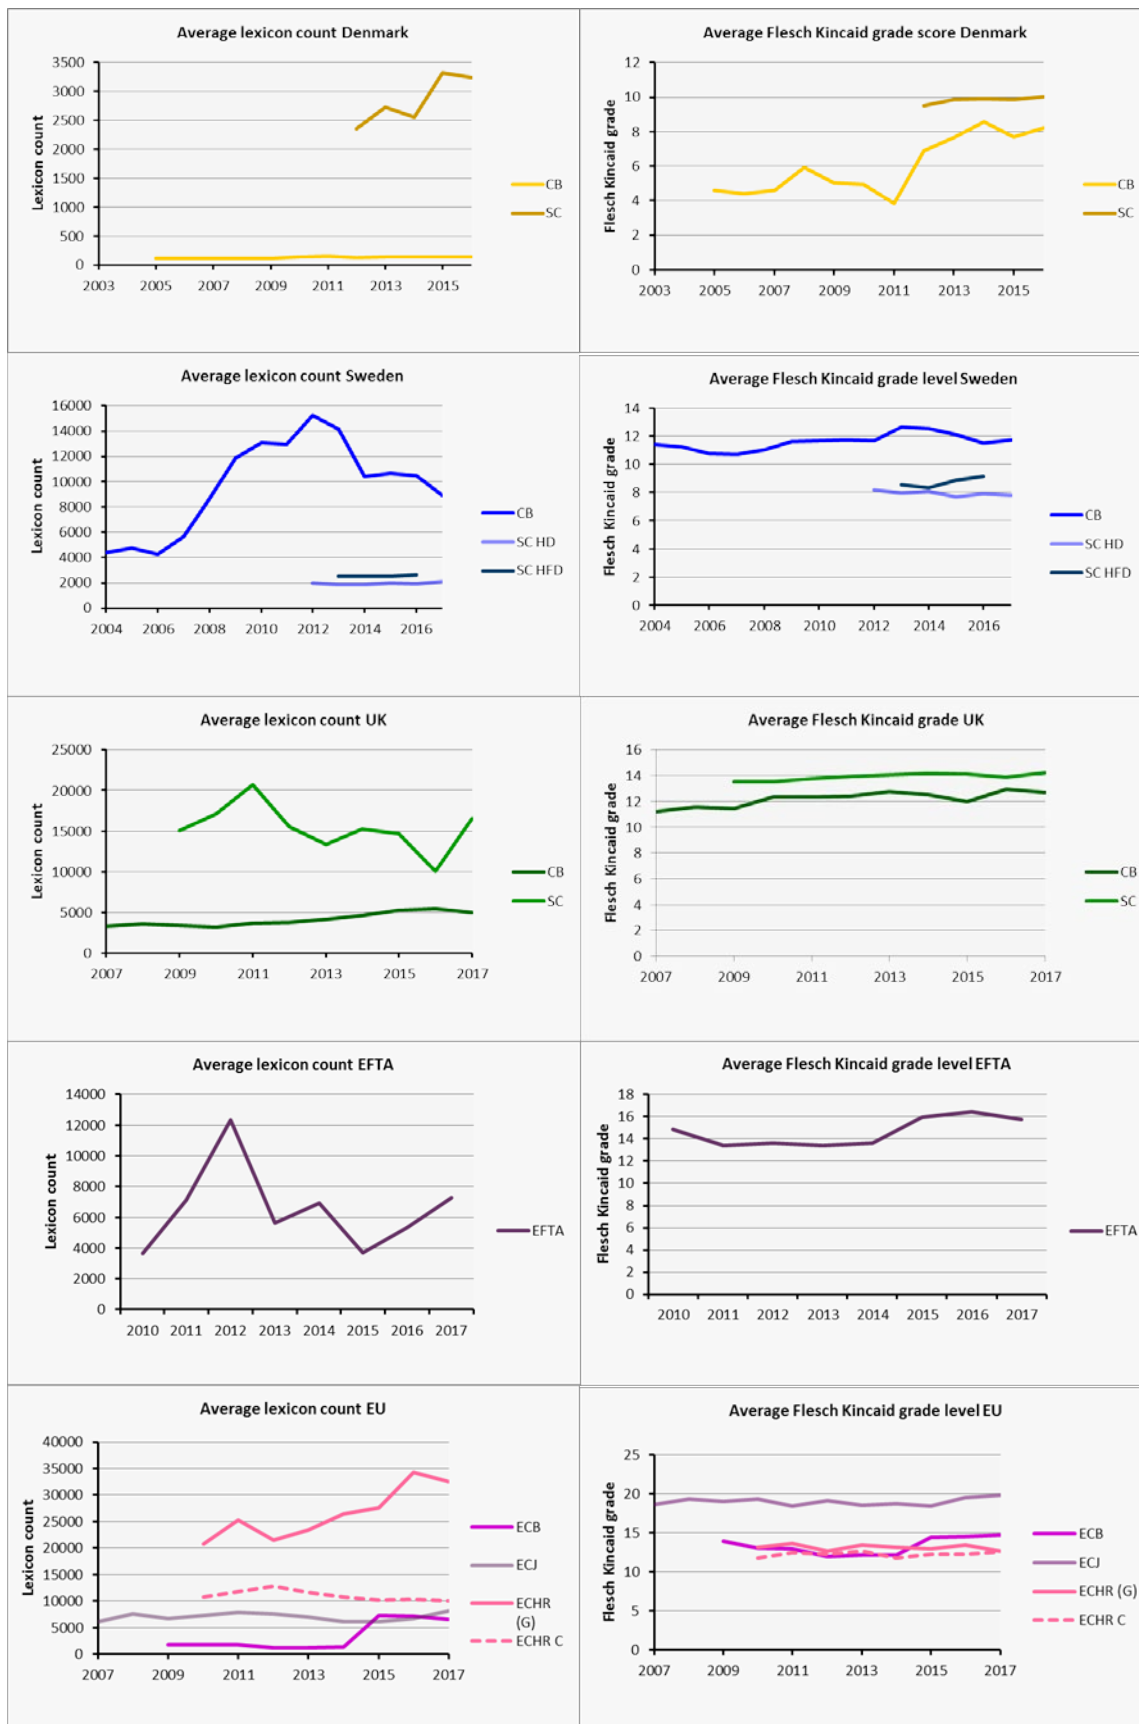 Average lexicon count Denmark
Lexicon count
3500
3000
2500
2000
1500
1000
500
0
2003 2005 2007 2009 2011 2013 2015
CB
SC
Average Flesch Kincaid grade score Denmark
Flesch Kincaid grade
12
10
8
6
4
2
0
2003 2005 2007 2009 2011 2013 2015
CB
SC
Average lexicon count Sweden
Lexicon count
16000
14000
12000
10000
8000
6000
4000
2000
0
2004 2006 2008 2010 2012 2014 2016
CB
SC HD
SC HFD
Average Flesch Kincaid grade level Sweden
Flesch Kincaid grade
14
12
10
8
6
4
2
0
2004 2006 2008 2010 2012 2014 2016
CB
SC HD
SC HFD
Average lexicon count UK
Lexicon count
25000
20000
15000
10000
5000
0
2007 2009 2011 2013 2015 2017
CB
SC
Average Flesch Kincaid grade UK
Flesch Kincaid grade
16
14
12
10
8
6
4
2
0
2007 2009 2011 2013 2015 2017
CB
SC
Average lexicon count EFTA
Lexicon count
14000
12000
10000
8000
6000
4000
2000
0
2010 2011 2012 2013 2014 2015 2016 2017
EFTA
Average Flesch Kincaid grade level EFTA
Flesch Kincaid grade
18
16
14
12
10
8
6
4
2
0
2010 2011 2012 2013 2014 2015 2016 2017
EFTA
Average lexicon count EU
Lexicon count
40000
35000
30000
25000
20000
15000
10000
5000
0
2007 2009 2011 2013 2015 2017
ECB
ECJ
ECHR
(G)
ECHR C
Average Flesch Kincaid grade level EU
Flesch Kincaid grade
25
20
15
10
5
0
2007 2009 2011 2013 2015 2017
ECB
ECJ
ECHR (G)
ECHR C